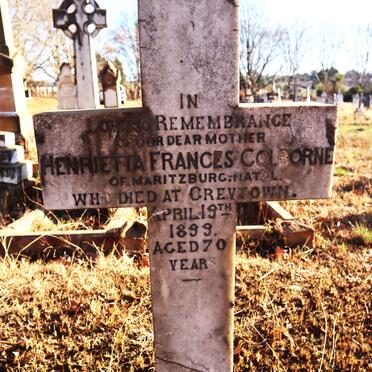 IN
LOVING REMEMBRANCE
OF OUR DEAR MOTHER
HENRIETTA FRANCES COLBORNE
OF MARITZBURG: NATAL
WHO DIED AT GREYTOWN.
APRIL 19TH
1899.
AGED 70
YEARS